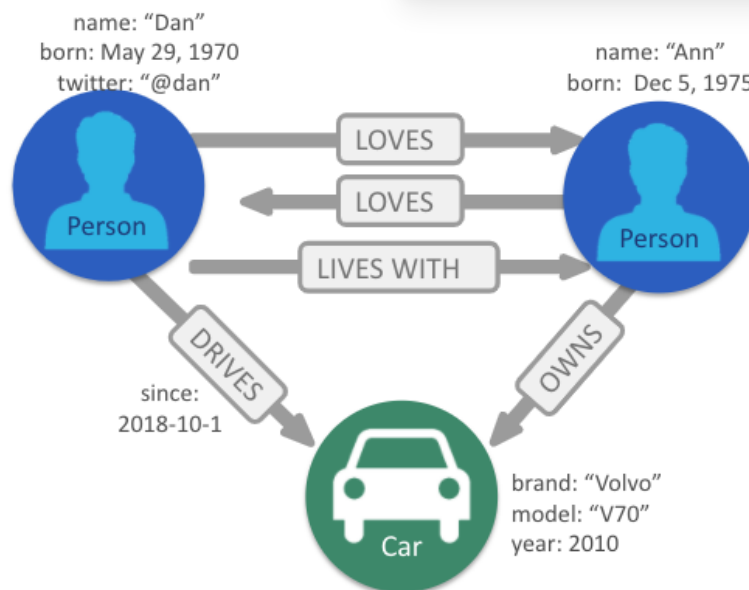 name: “Dan”
born: May 29, 1970
twitter: “@dan”
name: “Ann”
born: Dec 5, 1975
LOVES
LOVES
Person
Person
LIVES WITH
DRIVES
OWNS
since:
2018-10-1
brand: “Volvo”
model: “V70”
year: 2010
Car